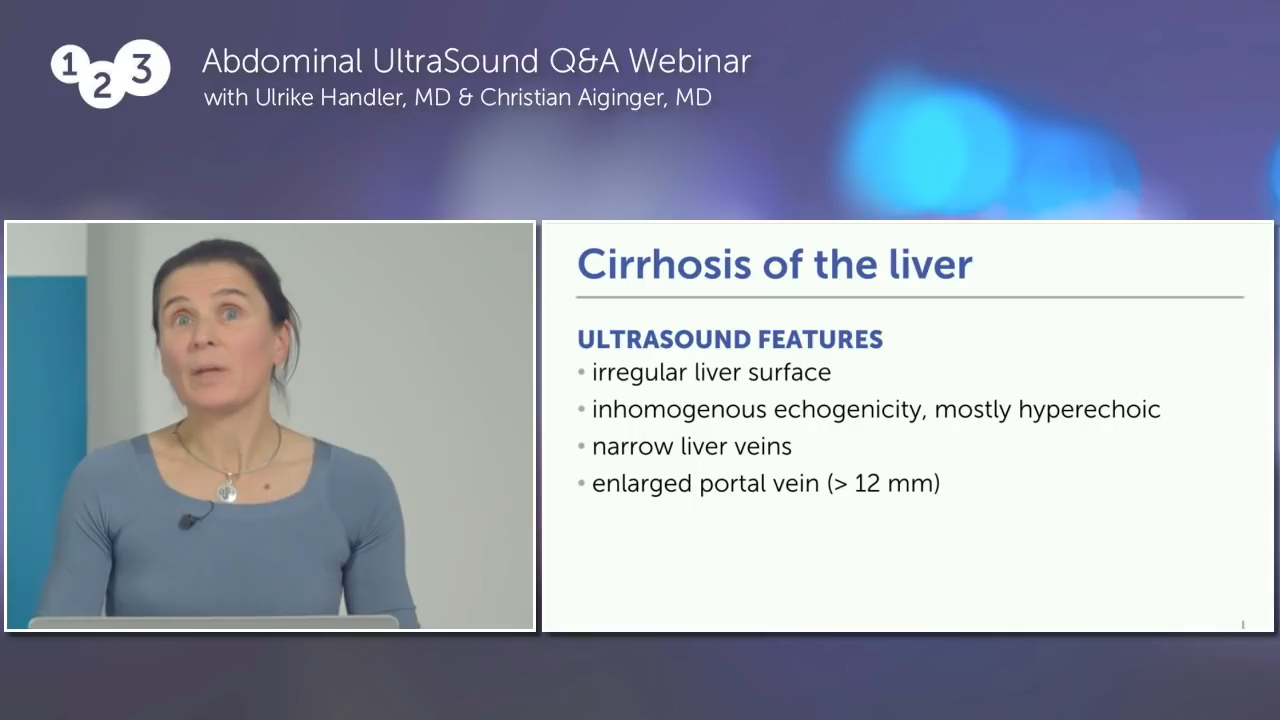 1 2 3
Abdominal UltraSound Q&A Webinar
with Ulrike Handler, MD & Christian Aiginger, MD
Cirrhosis of the liver
ULTRASOUND FEATURES
• irregular liver surface
• inhomogenous echogenicity, mostly hyperechoic
• narrow liver veins
• enlarged portal vein (> 12 mm)